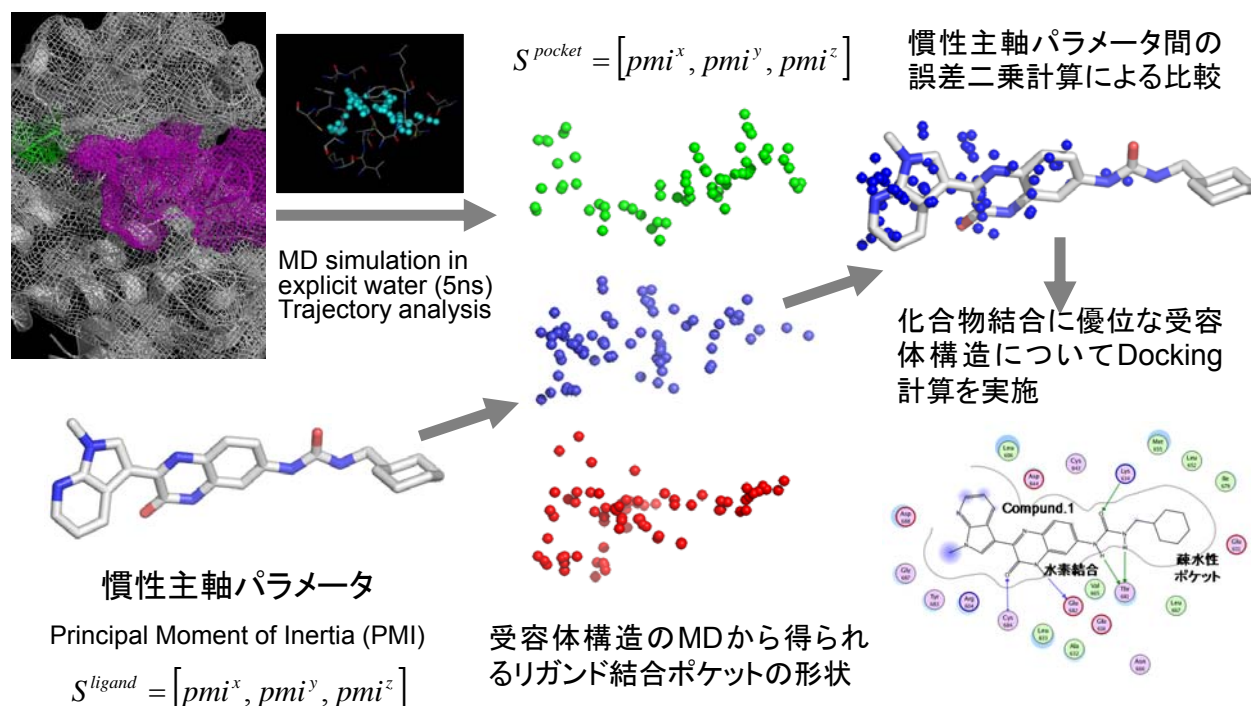 S^{pocket} = [pmi^x, pmi^y, pmi^z]
慣性主軸パラメータ間の
誤差二乗計算による比較
MD simulation in
explicit water (5ns)
Trajectory analysis
化合物結合に優位な受容
体構造についてDocking
計算を実施
慣性主軸パラメータ
Principal Moment of Inertia (PMI)
S^{ligand} = [pmi^x, pmi^y, pmi^z]
受容体構造のMDから得られ
るリガンド結合ポケットの形状
Compund.1
水素結合
疎水性
ポケット